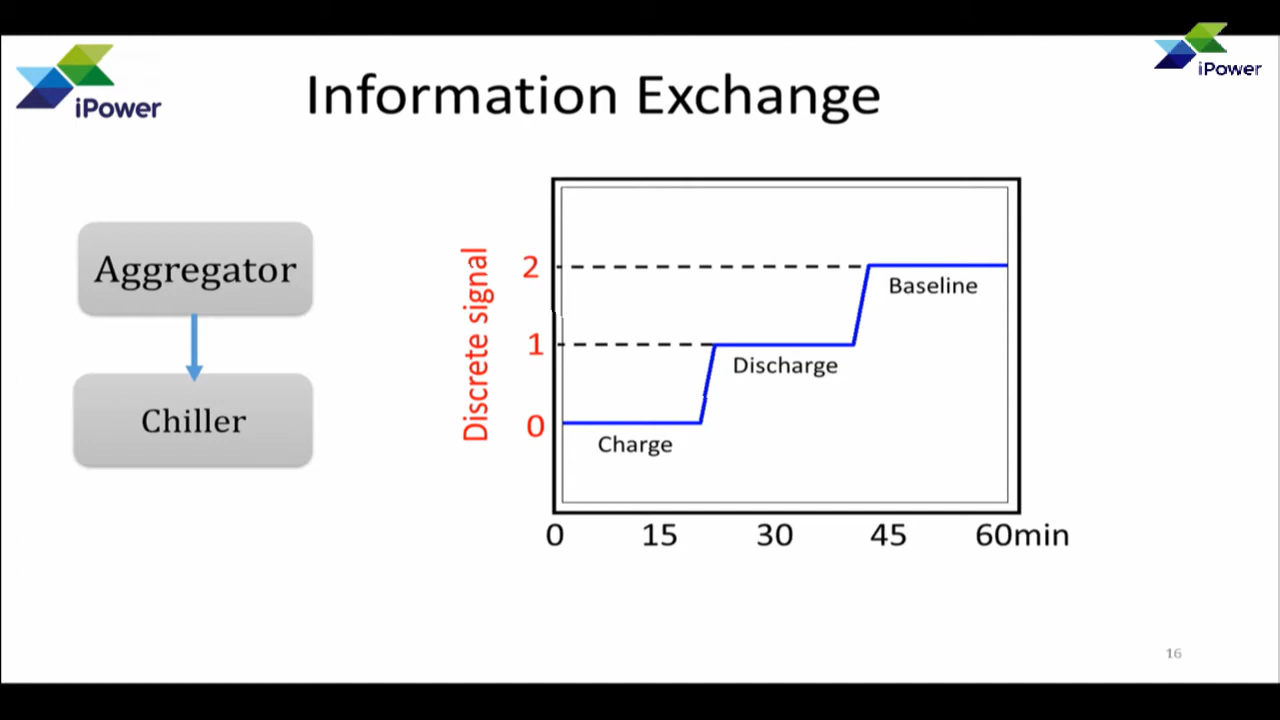 iPower
iPower
Information Exchange
Aggregator
Chiller
Discrete signal
2
1
0
Baseline
Discharge
Charge
0 15 30 45 60min
16